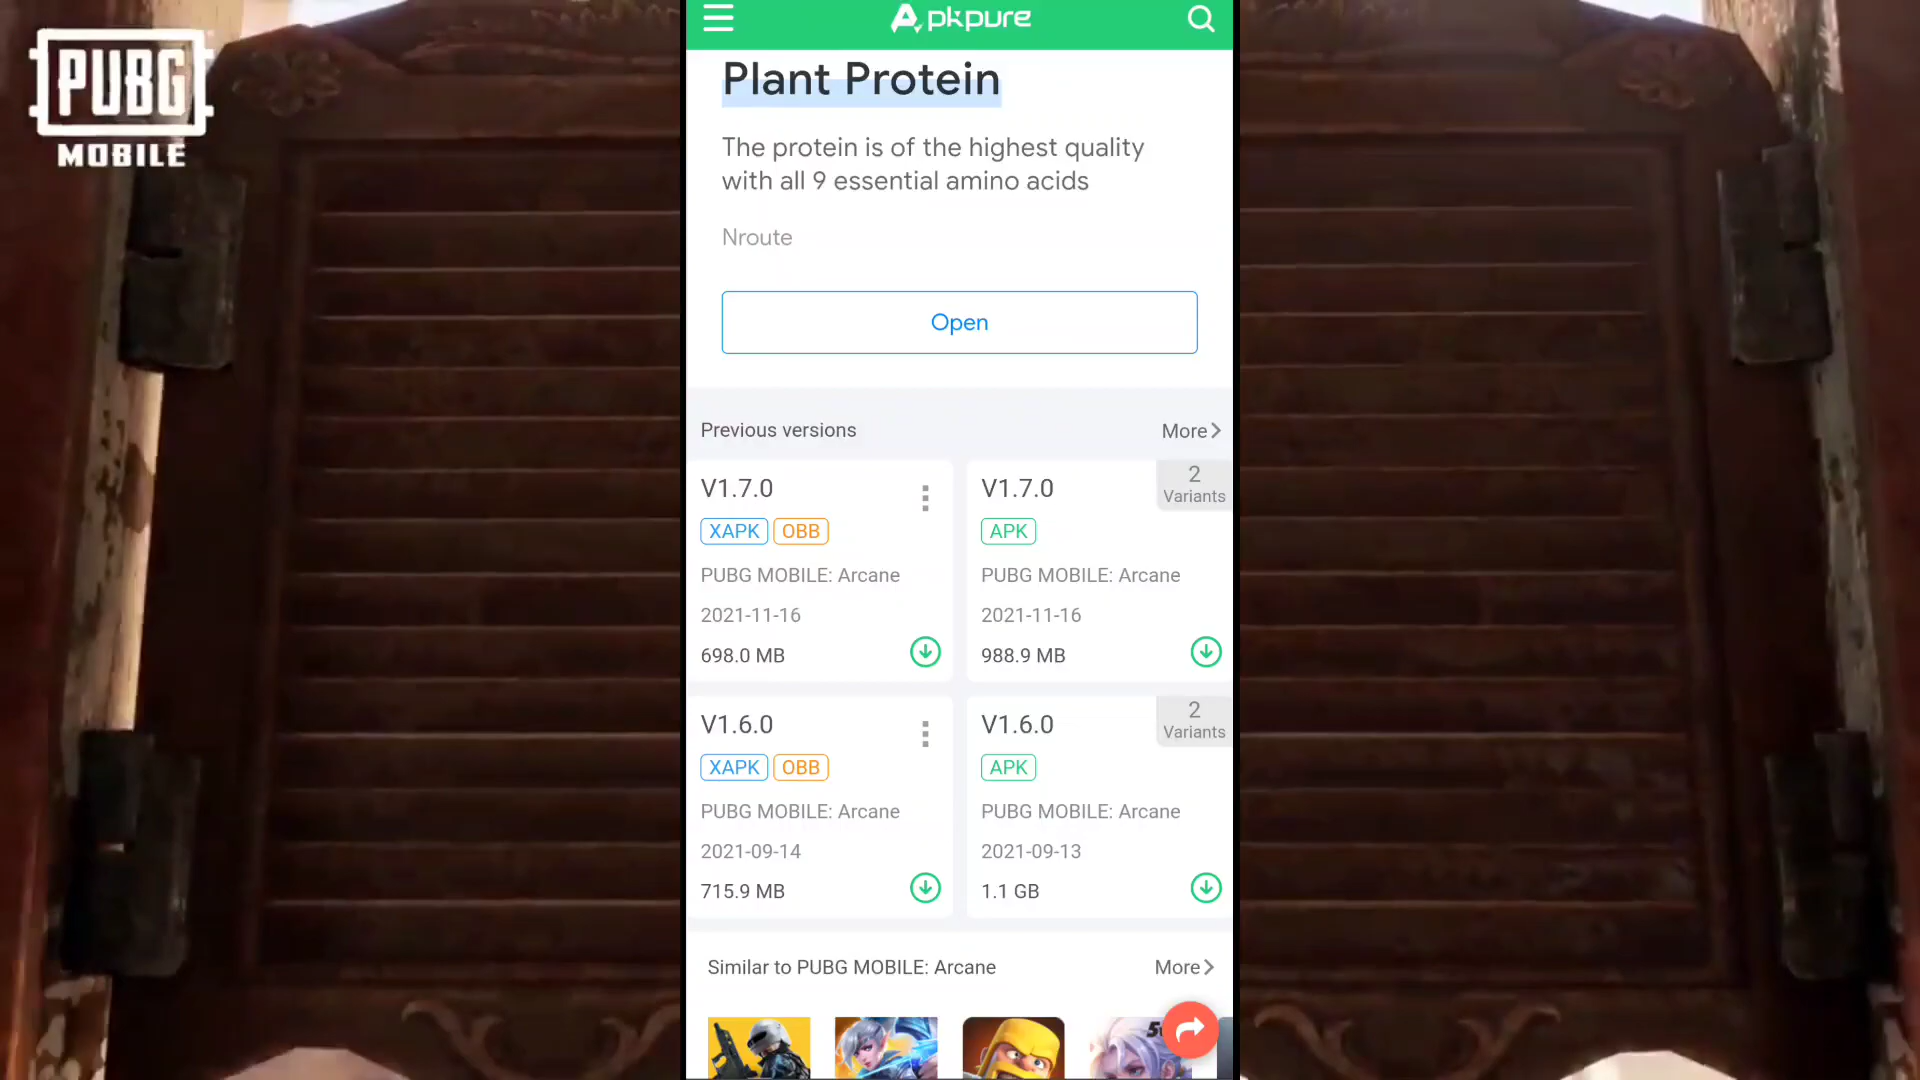 PUBG
MOBILE
Apkpure
Plant Protein
The protein is of the highest quality
with all 9 essential amino acids
Nroute
Open
Previous versions
More
V1.7.0
XAPK OBB
PUBG MOBILE: Arcane
2021-11-16
698.0 MB
V1.7.0
2
Variants
APK
PUBG MOBILE: Arcane
2021-11-16
988.9 MB
V1.6.0
XAPK OBB
PUBG MOBILE: Arcane
2021-09-14
715.9 MB
V1.6.0
2
Variants
APK
PUBG MOBILE: Arcane
2021-09-13
1.1 GB
Similar to PUBG MOBILE: Arcane
More